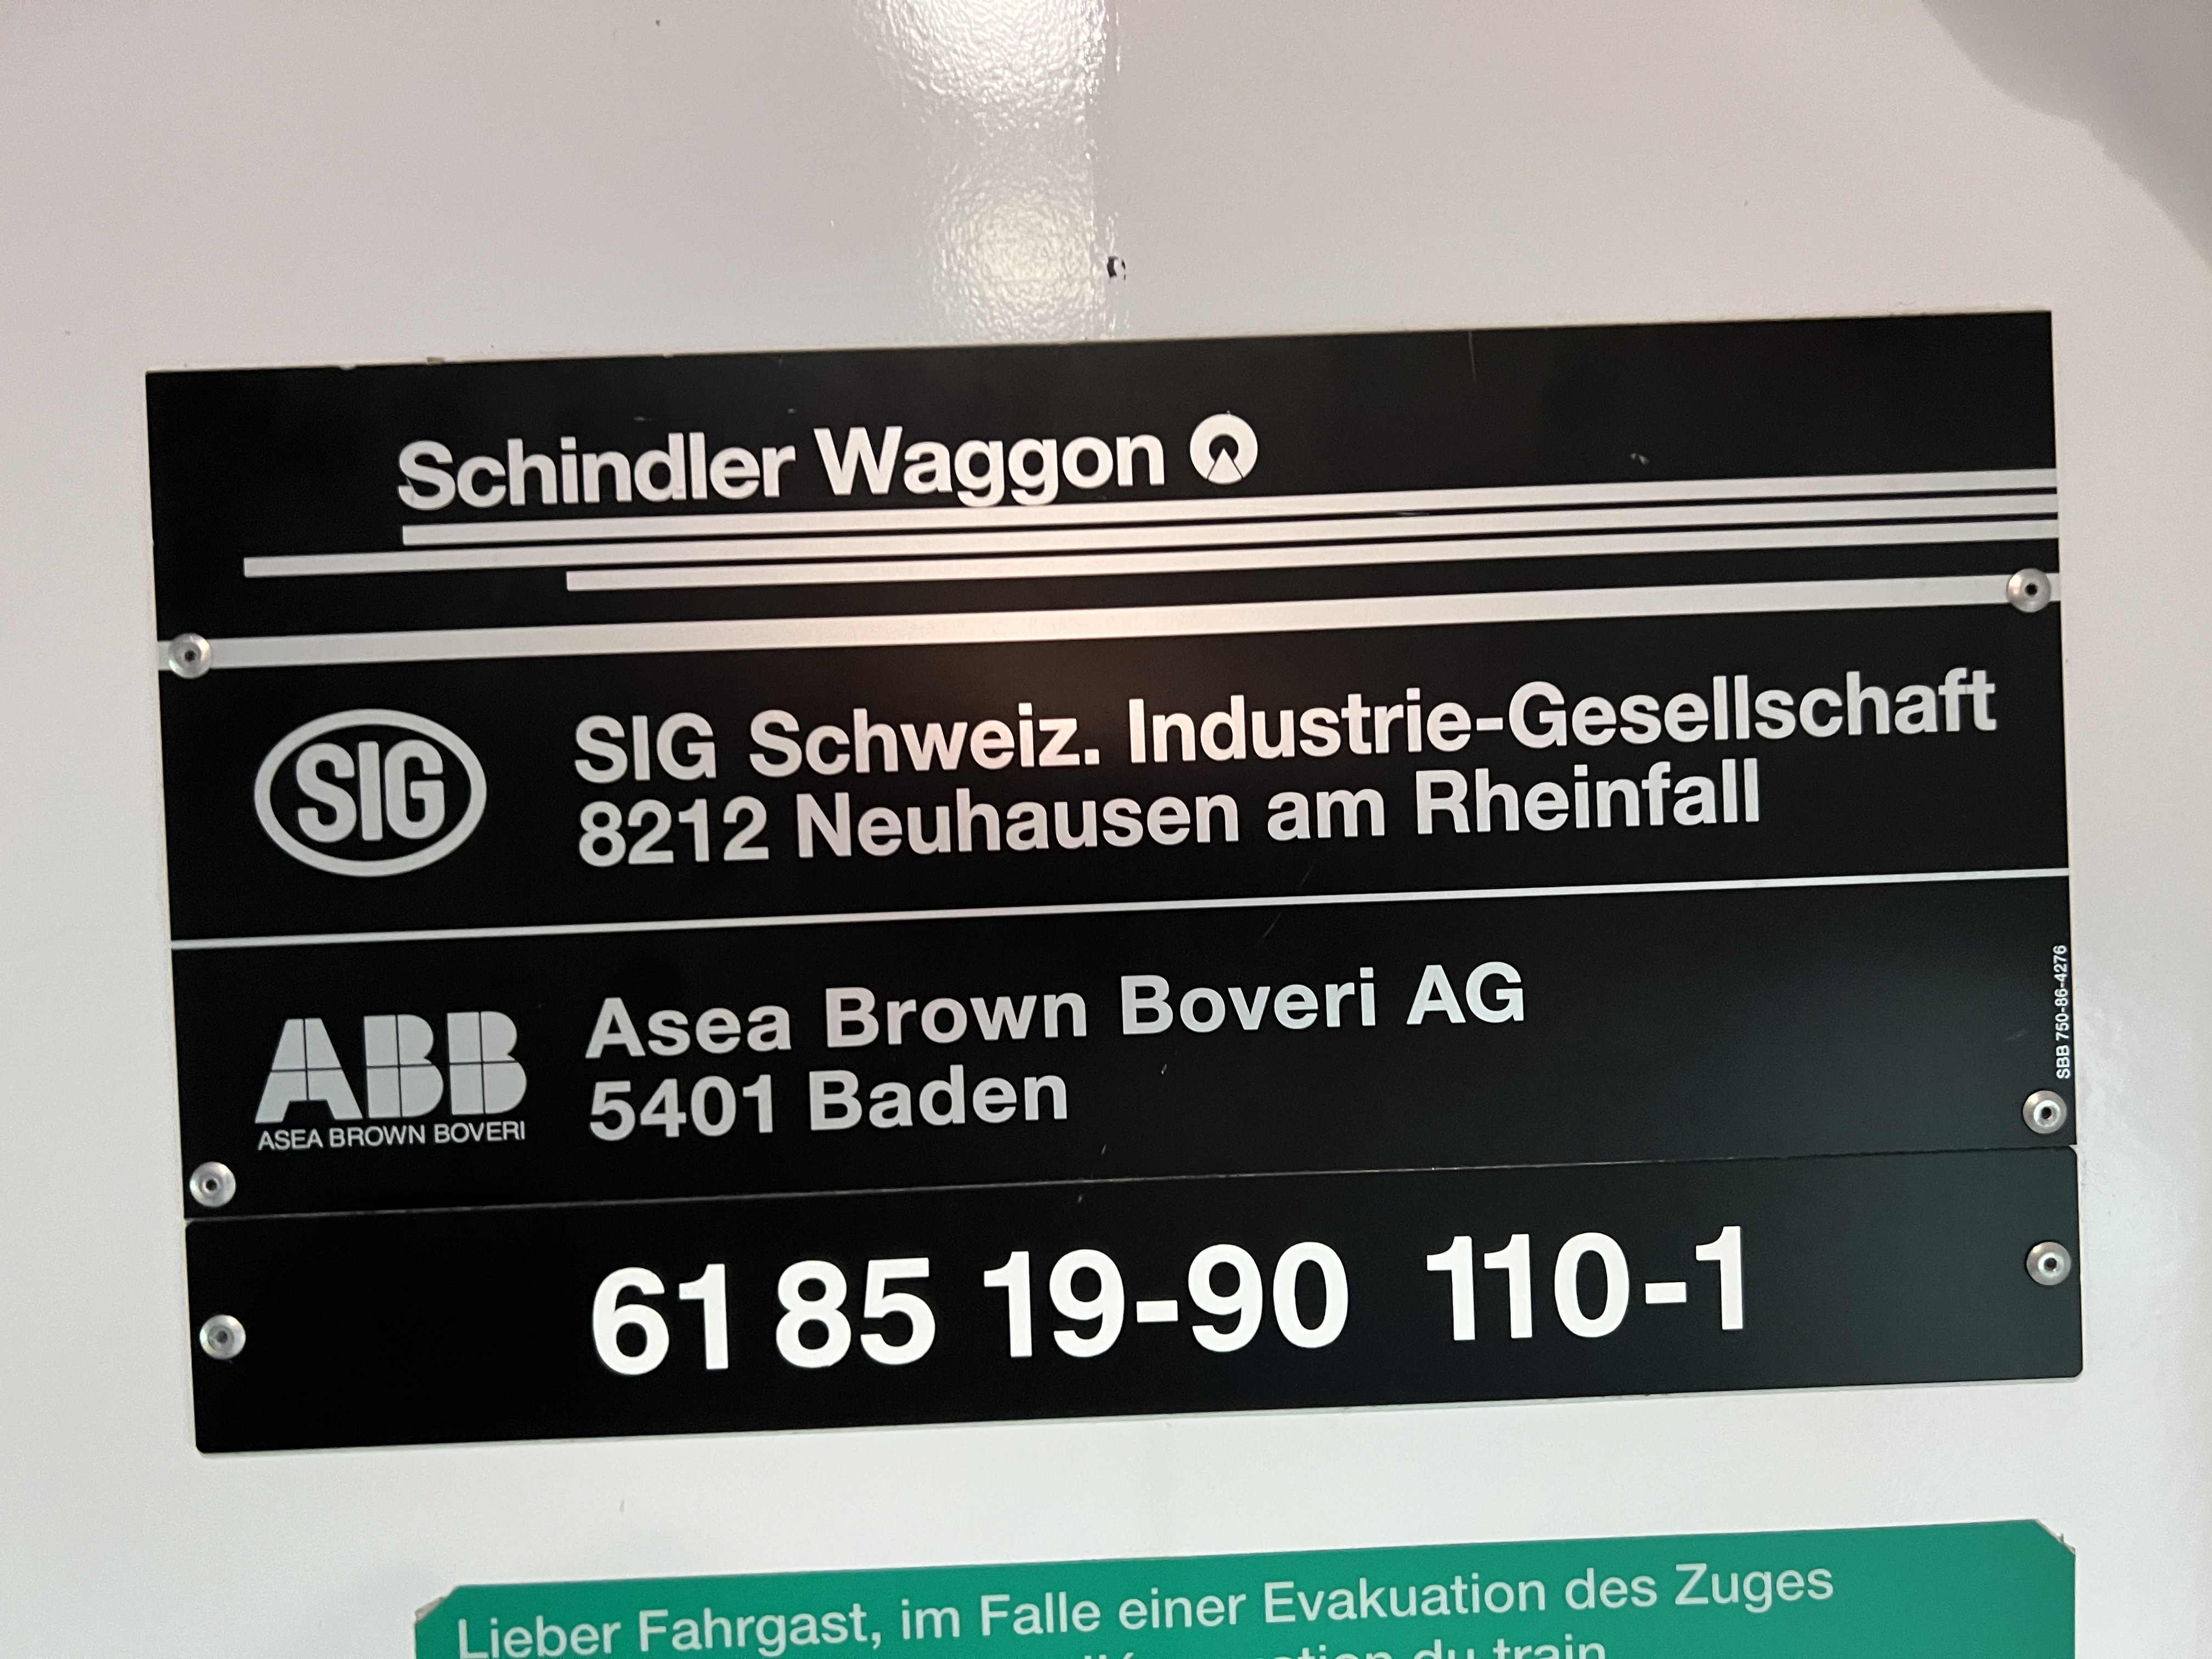 Schindler Waggon
SIG
SIG Schweiz. Industrie-Gesellschaft
8212 Neuhausen am Rheinfall
ABB
ASEA BROWN BOVERI
Asea Brown Boveri AG
5401 Baden
SBB 750-86-4276
61 85 19-90 110-1
Lieber Fahrgast, im Falle einer Evakuation des Zuges
du train